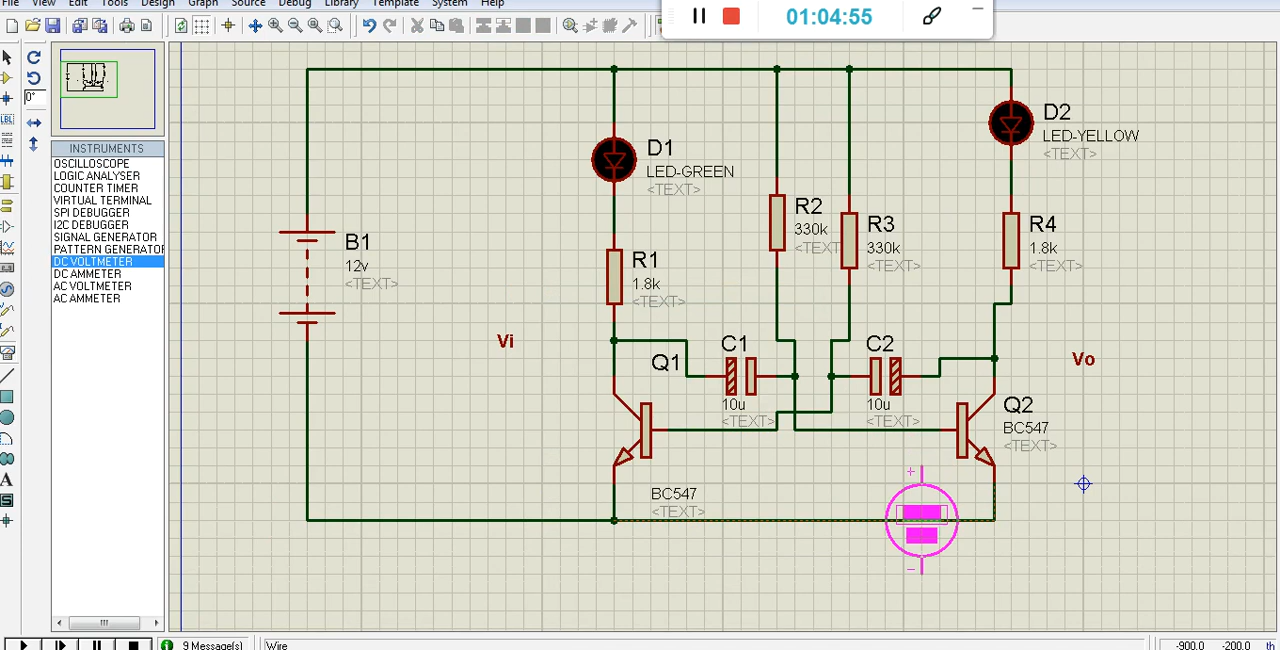 File View Edit Tools Design Graph Source Debug Library Template System Help
01:04:55
0°
LBL
INSTRUMENTS
OSCILLOSCOPE
LOGIC ANALYSER
COUNTER TIMER
VIRTUAL TERMINAL
SPI DEBUGGER
I2C DEBUGGER
SIGNAL GENERATOR
PATTERN GENERATOR
DC VOLTMETER
DC AMMETER
AC VOLTMETER
AC AMMETER
A
S
B1
12v
<TEXT>
D1
LED-GREEN
<TEXT>
D2
LED-YELLOW
<TEXT>
R1
1.8k
<TEXT>
R2
330k
<TEXT
R3
330k
<TEXT>
R4
1.8k
<TEXT>
Vi
Vo
Q1
C1
10u
<TEXT>
C2
10u
<TEXT>
Q2
BC547
<TEXT>
BC547
<TEXT>
+
−
9 Message(s)
Wire
-900.0 -200.0 th